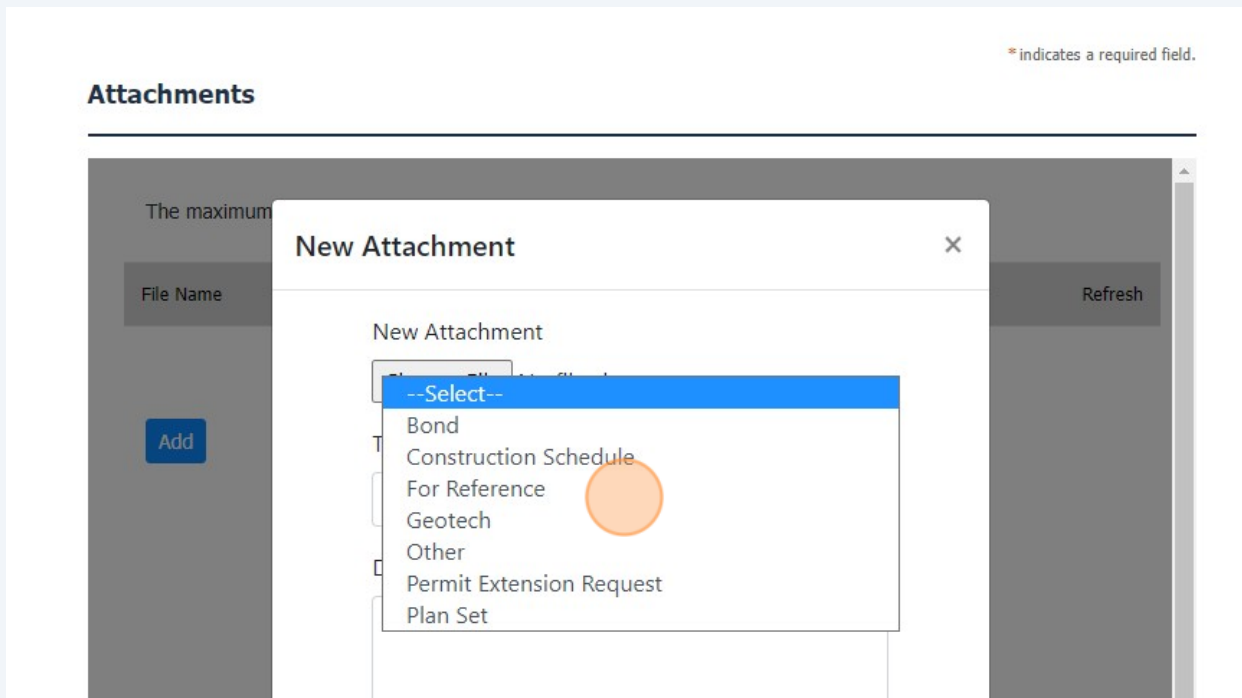 * indicates a required field.
Attachments
The maximum
New Attachment
×
File Name
Refresh
New Attachment
--Select--
Bond
Add
Construction Schedule
For Reference
Geotech
Other
Permit Extension Request
Plan Set